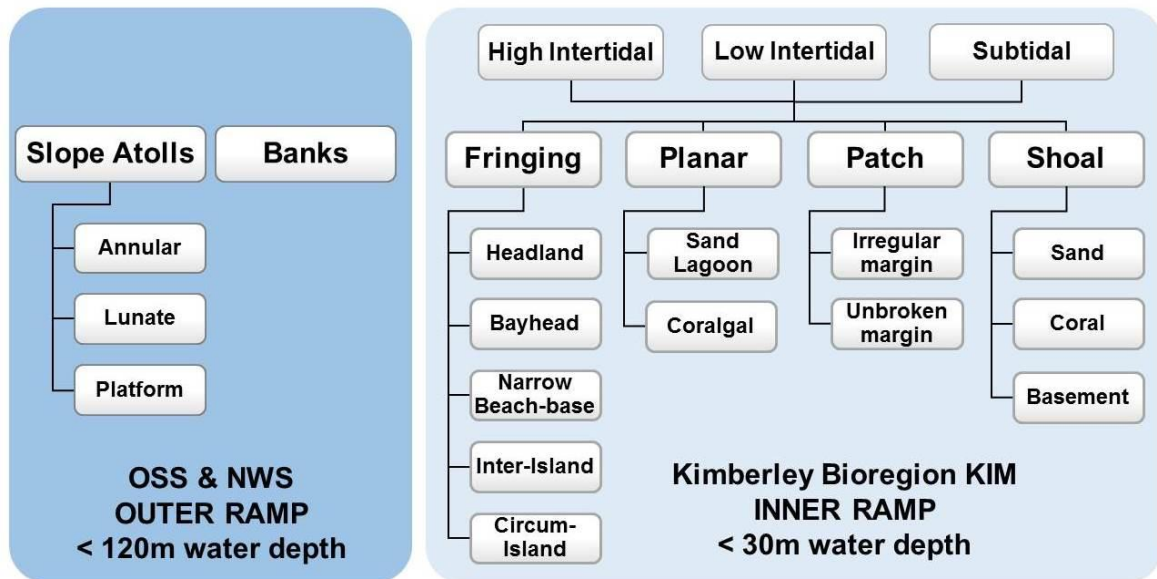 Slope Atolls
Banks
Annular
Lunate
Platform
OSS & NWS
OUTER RAMP
< 120m water depth
High Intertidal
Low Intertidal
Subtidal
Fringing
Planar
Patch
Shoal
Headland
Bayhead
Narrow
Beach-base
Inter-Island
Circum-
Island
Sand
Lagoon
Coralgal
Irregular
margin
Unbroken
margin
Sand
Coral
Basement
Kimberley Bioregion KIM
INNER RAMP
< 30m water depth